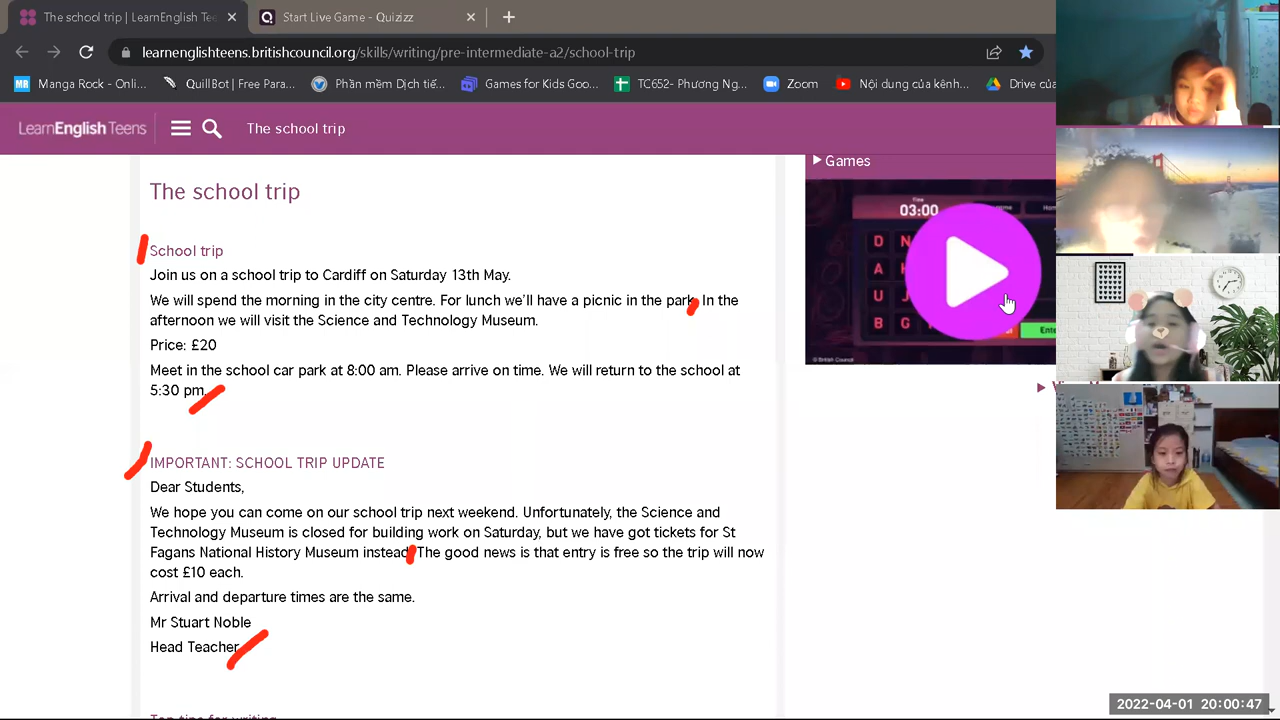 The school trip | LearnEnglish Tee
Start Live Game - Quizizz
learnenglishteens.britishcouncil.org/skills/writing/pre-intermediate-a2/school-trip
MR Manga Rock - Onli... QuillBot | Free Para... Phần mềm Dịch tiế... Games for Kids Goo... TC652- Phương Ng... Zoom Nội dung của kênh... Drive của
LearnEnglish Teens The school trip
Games
03:00
© British Council
The school trip
School trip
Join us on a school trip to Cardiff on Saturday 13th May.
We will spend the morning in the city centre. For lunch we'll have a picnic in the park. In the
afternoon we will visit the Science and Technology Museum.
Price: £20
Meet in the school car park at 8:00 am. Please arrive on time. We will return to the school at
5:30 pm.
IMPORTANT: SCHOOL TRIP UPDATE
Dear Students,
We hope you can come on our school trip next weekend. Unfortunately, the Science and
Technology Museum is closed for building work on Saturday, but we have got tickets for St
Fagans National History Museum instead. The good news is that entry is free so the trip will now
cost £10 each.
Arrival and departure times are the same.
Mr Stuart Noble
Head Teacher
Top tips for writing
2022-04-01 20:00:47